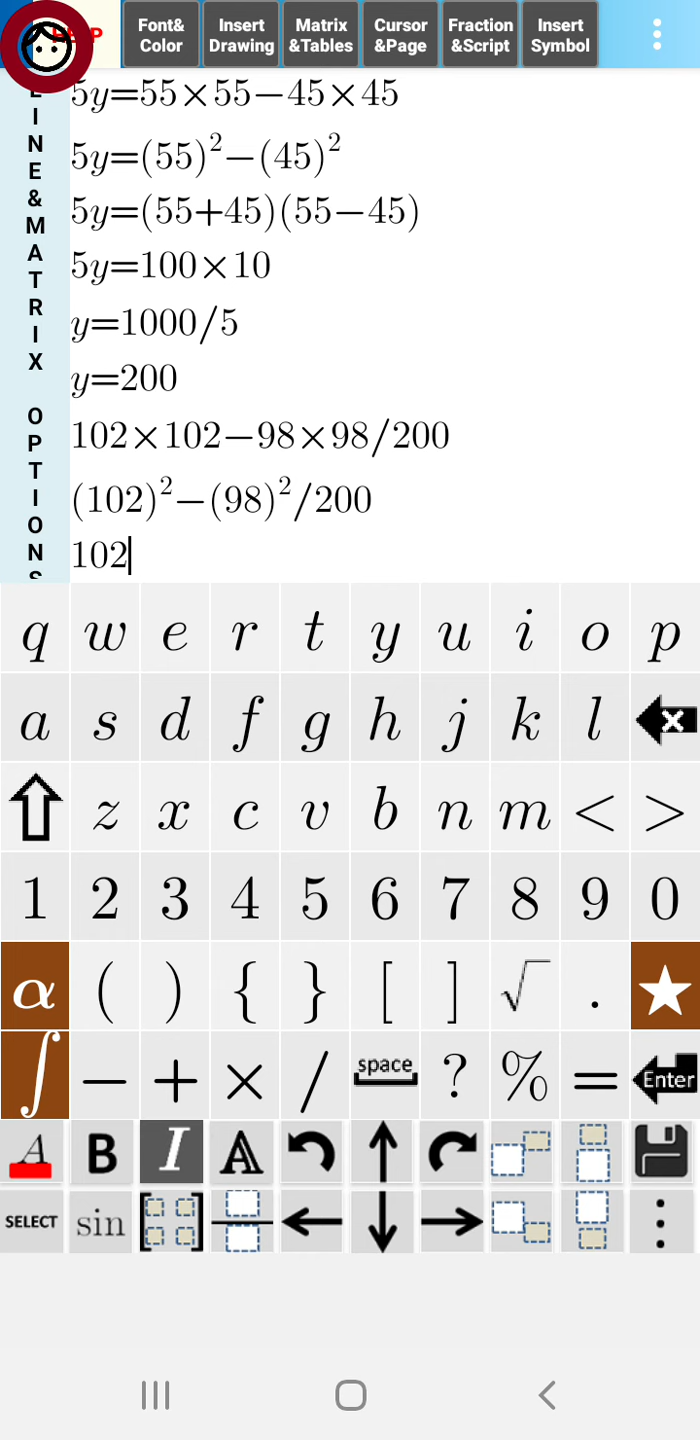 HELP
Font& Color
Insert Drawing
Matrix &Tables
Cursor &Page
Fraction &Script
Insert Symbol
LINE&MATRIX OPTIONS
5y=55×55−45×45
5y=(55)²−(45)²
5y=(55+45)(55−45)
5y=100×10
y=1000/5
y=200
102×102−98×98/200
(102)²−(98)²/200
102
q w e r t y u i o p
a s d f g h j k l
z x c v b n m < >
1 2 3 4 5 6 7 8 9 0
α ( ) { } [ ] √ .
∫ − + × / space ? % = Enter
A B I A
SELECT sin